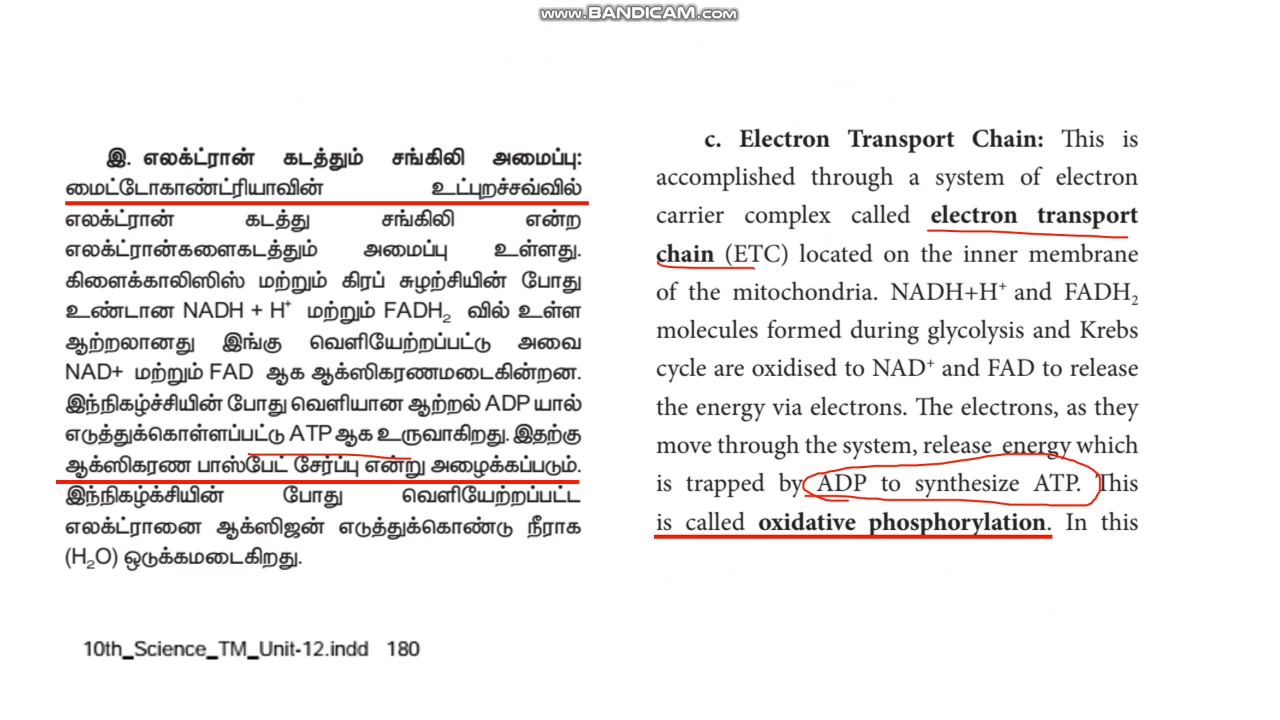 www.BANDICAM.com
இ. எலக்ட்ரான் கடத்தும் சங்கிலி அமைப்பு:
மைட்டோகாண்ட்ரியாவின் உட்புறச்சவ்வில்
எலக்ட்ரான் கடத்து சங்கிலி என்ற
எலக்ட்ரான்களைகடத்தும் அமைப்பு உள்ளது.
கிளைக்காலிஸிஸ் மற்றும் கிரப் சுழற்சியின் போது
உண்டான NADH + H⁺ மற்றும் FADH₂ வில் உள்ள
ஆற்றலானது இங்கு வெளியேற்றப்பட்டு அவை
NAD+ மற்றும் FAD ஆக ஆக்ஸிகரணமடைகின்றன.
இந்நிகழ்ச்சியின் போது வெளியான ஆற்றல் ADP யால்
எடுத்துக்கொள்ளப்பட்டு ATP ஆக உருவாகிறது. இதற்கு
ஆக்ஸிகரண பாஸ்பேட் சேர்ப்பு என்று அழைக்கப்படும்.
இந்நிகழ்க்சியின் போது வெளியேற்றப்பட்ட
எலக்ட்ரானை ஆக்ஸிஜன் எடுத்துக்கொண்டு நீராக
(H₂O) ஒடுக்கமடைகிறது.
10th_Science_TM_Unit-12.indd 180
c. Electron Transport Chain: This is
accomplished through a system of electron
carrier complex called electron transport
chain (ETC) located on the inner membrane
of the mitochondria. NADH+H⁺ and FADH₂
molecules formed during glycolysis and Krebs
cycle are oxidised to NAD⁺ and FAD to release
the energy via electrons. The electrons, as they
move through the system, release energy which
is trapped by ADP to synthesize ATP. This
is called oxidative phosphorylation. In this